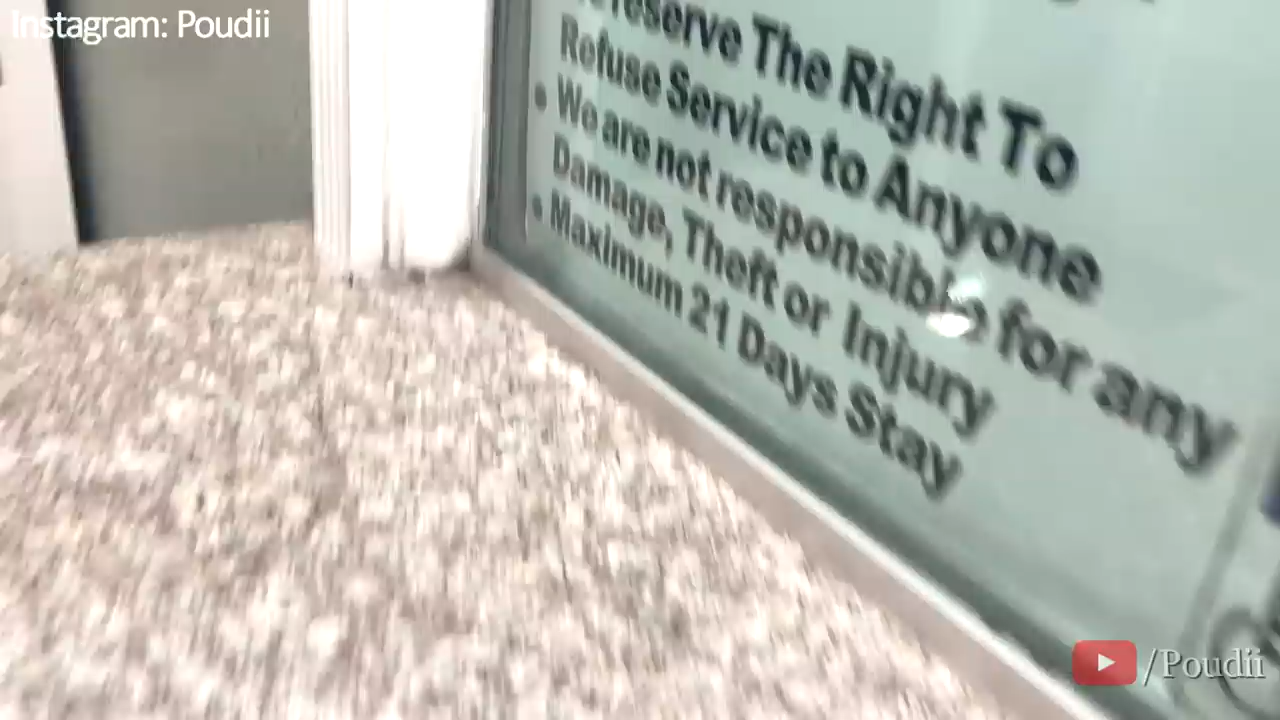 Instagram: Poudii
Reserve The Right To
Refuse Service to Anyone
• We are not responsible for any
Damage, Theft or Injury
• Maximum 21 Days Stay
/Poudii